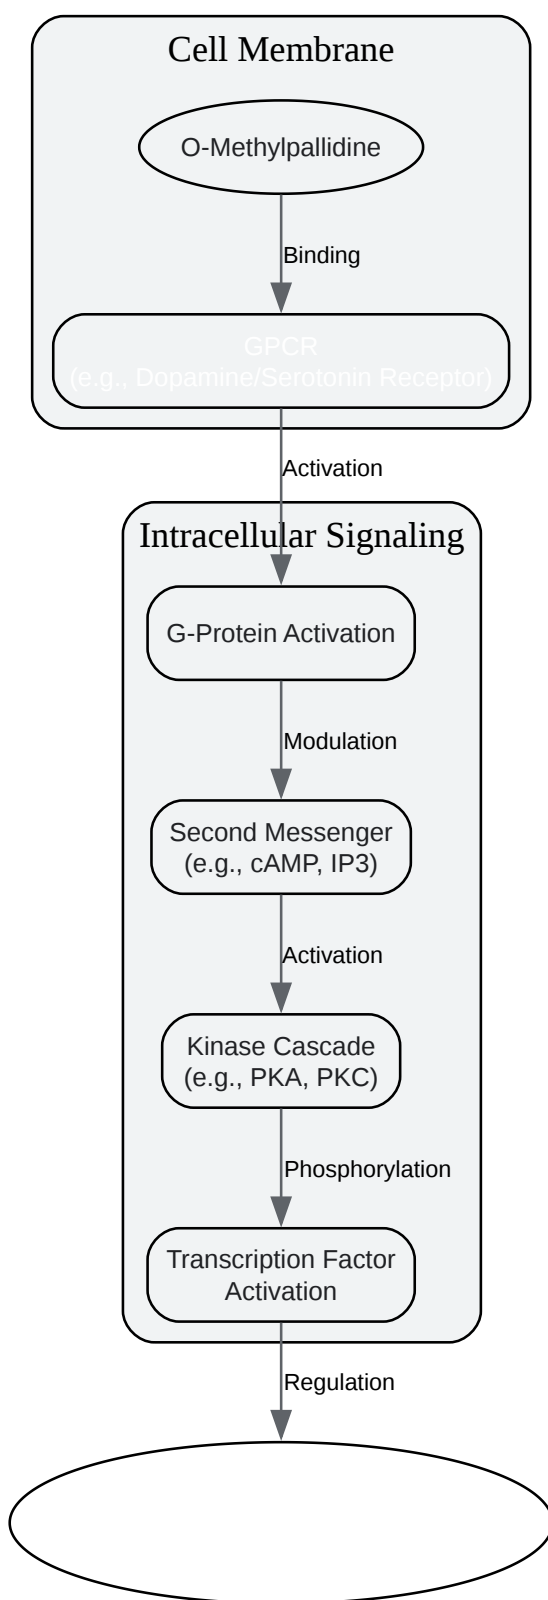 Cell Membrane
O-Methylpallidine
Binding
GPCR
(e.g., Dopamine/Serotonin Receptor)
Activation
Intracellular Signaling
G-Protein Activation
Modulation
Second Messenger
(e.g., cAMP, IP3)
Activation
Kinase Cascade
(e.g., PKA, PKC)
Phosphorylation
Transcription Factor
Activation
Regulation